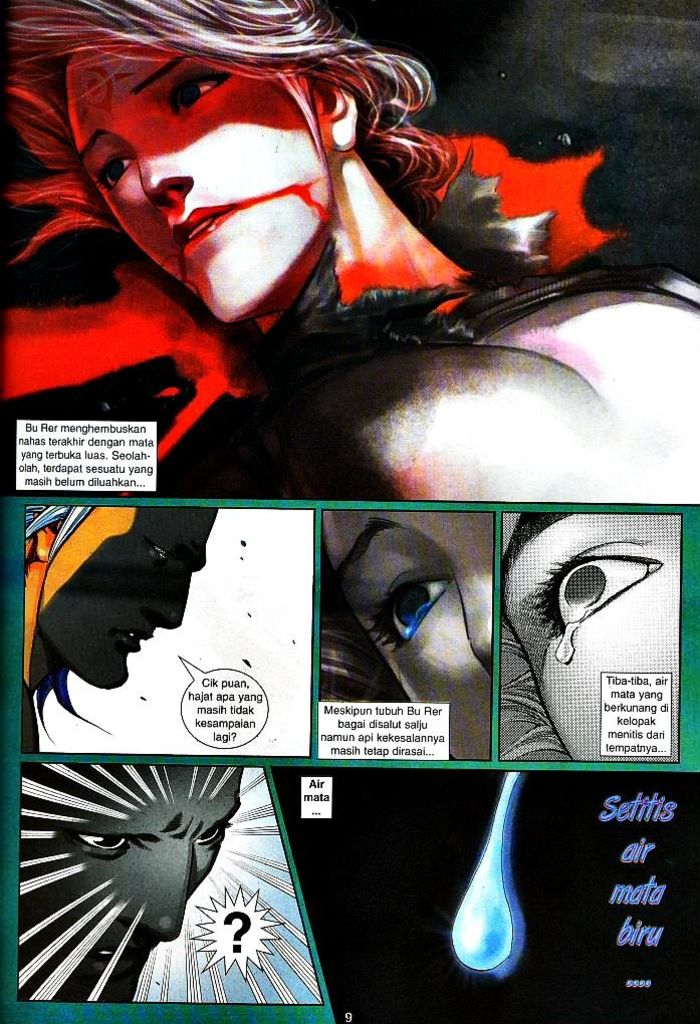 Bu Rer menghembuskan
nahas terakhir dengan mata
yang terbuka luas. Seolah-
olah, terdapat sesuatu yang
masih belum diluahkan...
Cik puan,
hajat apa yang
masih tidak
kesampaian
lagi?
Meskipun tubuh Bu Rer
bagai disalut salju
namun api kekesalannya
masih tetap dirasai...
Tiba-tiba, air
mata yang
berkunang di
kelopak
menitis dari
tempatnya...
?
Air
mata
...
Setitis
air
mata
biru
....
9